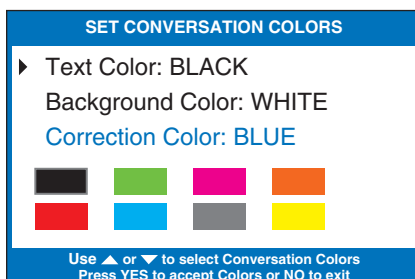 SET CONVERSATION COLORS
Text Color: BLACK
Background Color: WHITE
Correction Color: BLUE
Use ▲ or ▼ to select Conversation Colors
Press YES to accept Colors or NO to exit